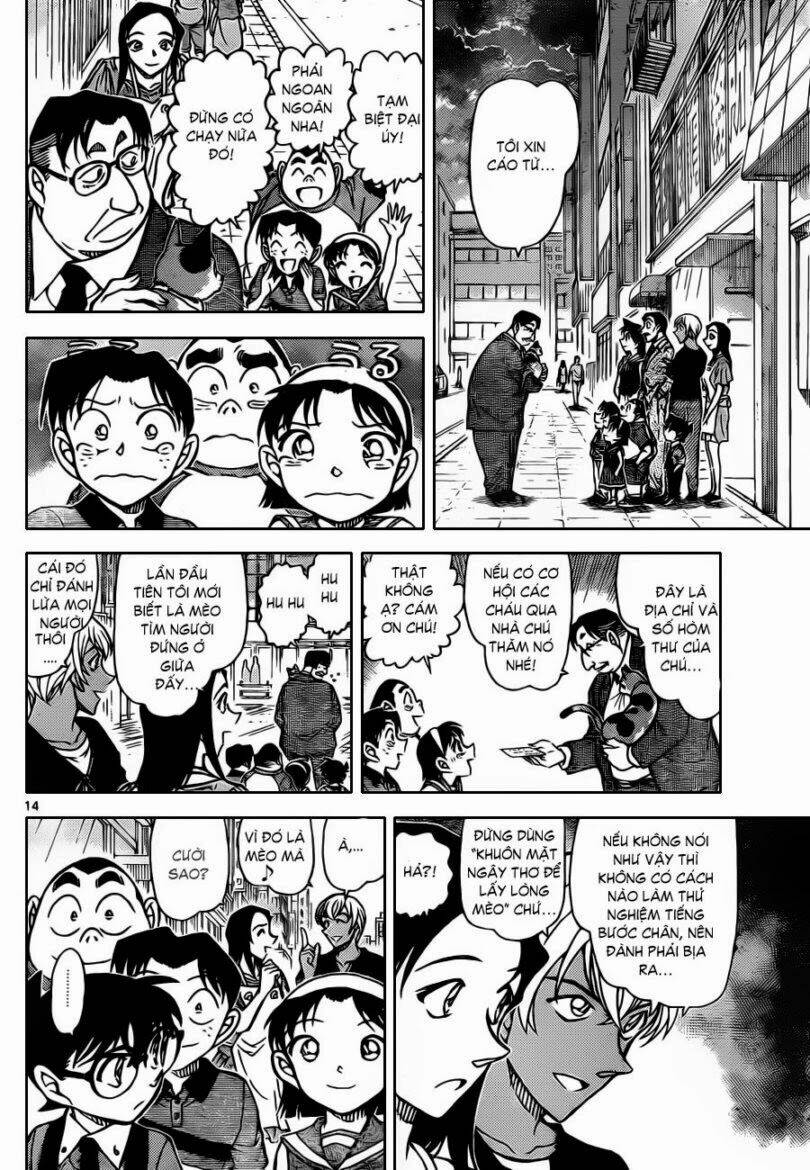 TÔI XIN
CÁO TỪ...
TẠM
BIỆT ĐẠI
ÚY!
PHẢI
NGOAN
NGOÃN
NHA!
ĐỪNG CÓ
CHẠY NỮA
ĐÓ!
うる
ĐÂY LÀ
ĐỊA CHỈ VÀ
SỐ HÒM
THƯ CỦA
CHÚ...
NẾU CÓ CƠ
HỘI CÁC
CHÁU QUA
NHÀ CHÚ
THĂM NÓ
NHÉ!
THẬT
KHÔNG
Ạ? CÁM
ƠN CHÚ!
HU
HU
HU HU
LẦN ĐẦU
TIÊN TÔI MỚI
BIẾT LÀ MÈO
TÌM NGƯỜI
ĐỨNG Ở
GIỮA
ĐẤY...
CÁI ĐÓ
CHỈ ĐÁNH
LỪA MỌI
NGƯỜI
THÔI
....
14
NẾU KHÔNG NÓI
NHƯ VẬY THÌ
KHÔNG CÓ CÁCH
NÀO LÀM THỬ
NGHIỆM TIẾNG
BƯỚC CHÂN, NÊN
ĐÀNH PHẢI BỊA
RA...
ĐỪNG DÙNG
"KHUÔN MẶT
NGÂY THƠ ĐỂ
LẤY LÒNG
MÈO" CHỨ...
HẢ?!
À,...
VÌ ĐÓ LÀ
MÈO MÀ
♪
CƯỜI
SAO?
........